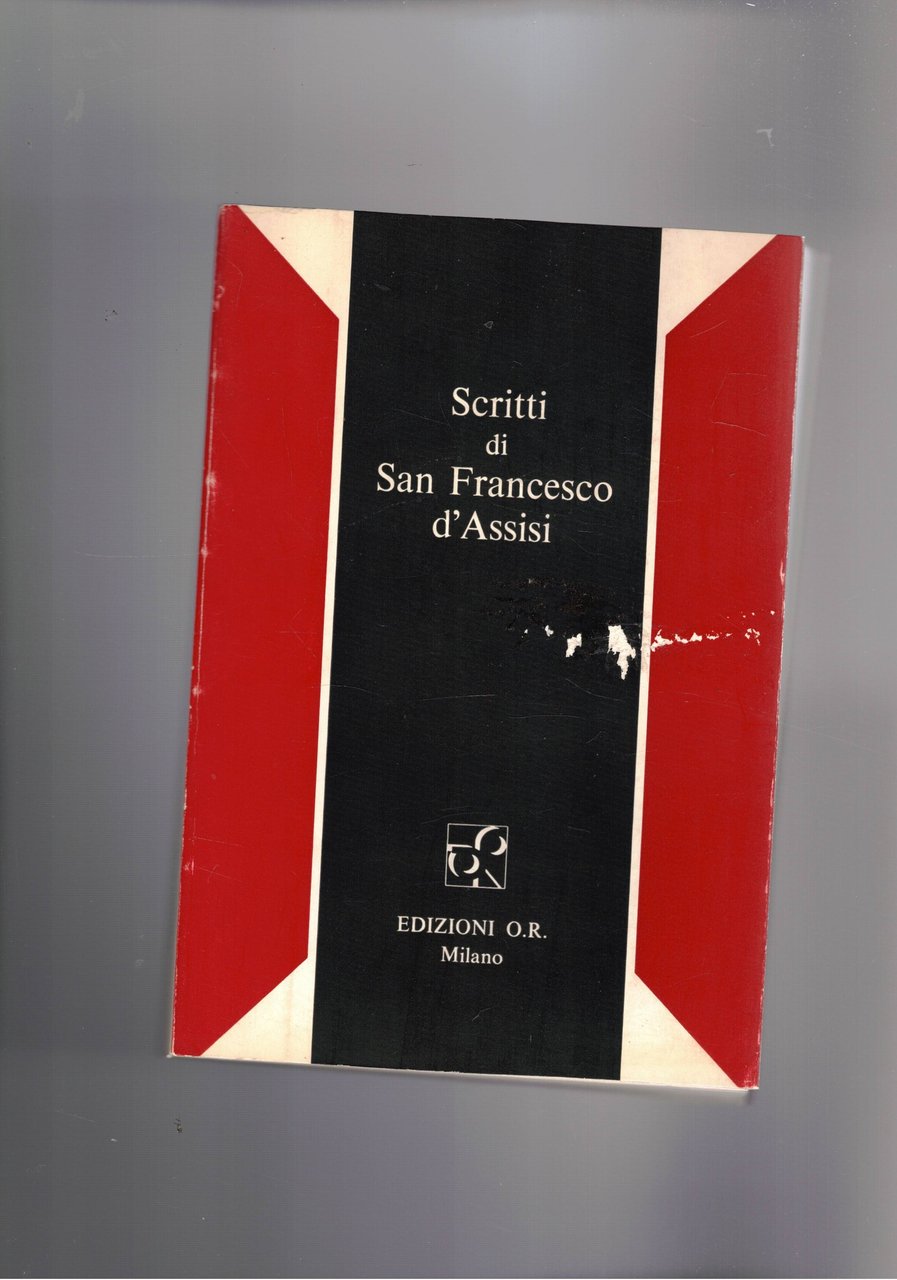 Scritti
di
San Francesco
d'Assisi
EDIZIONI O.R.
Milano